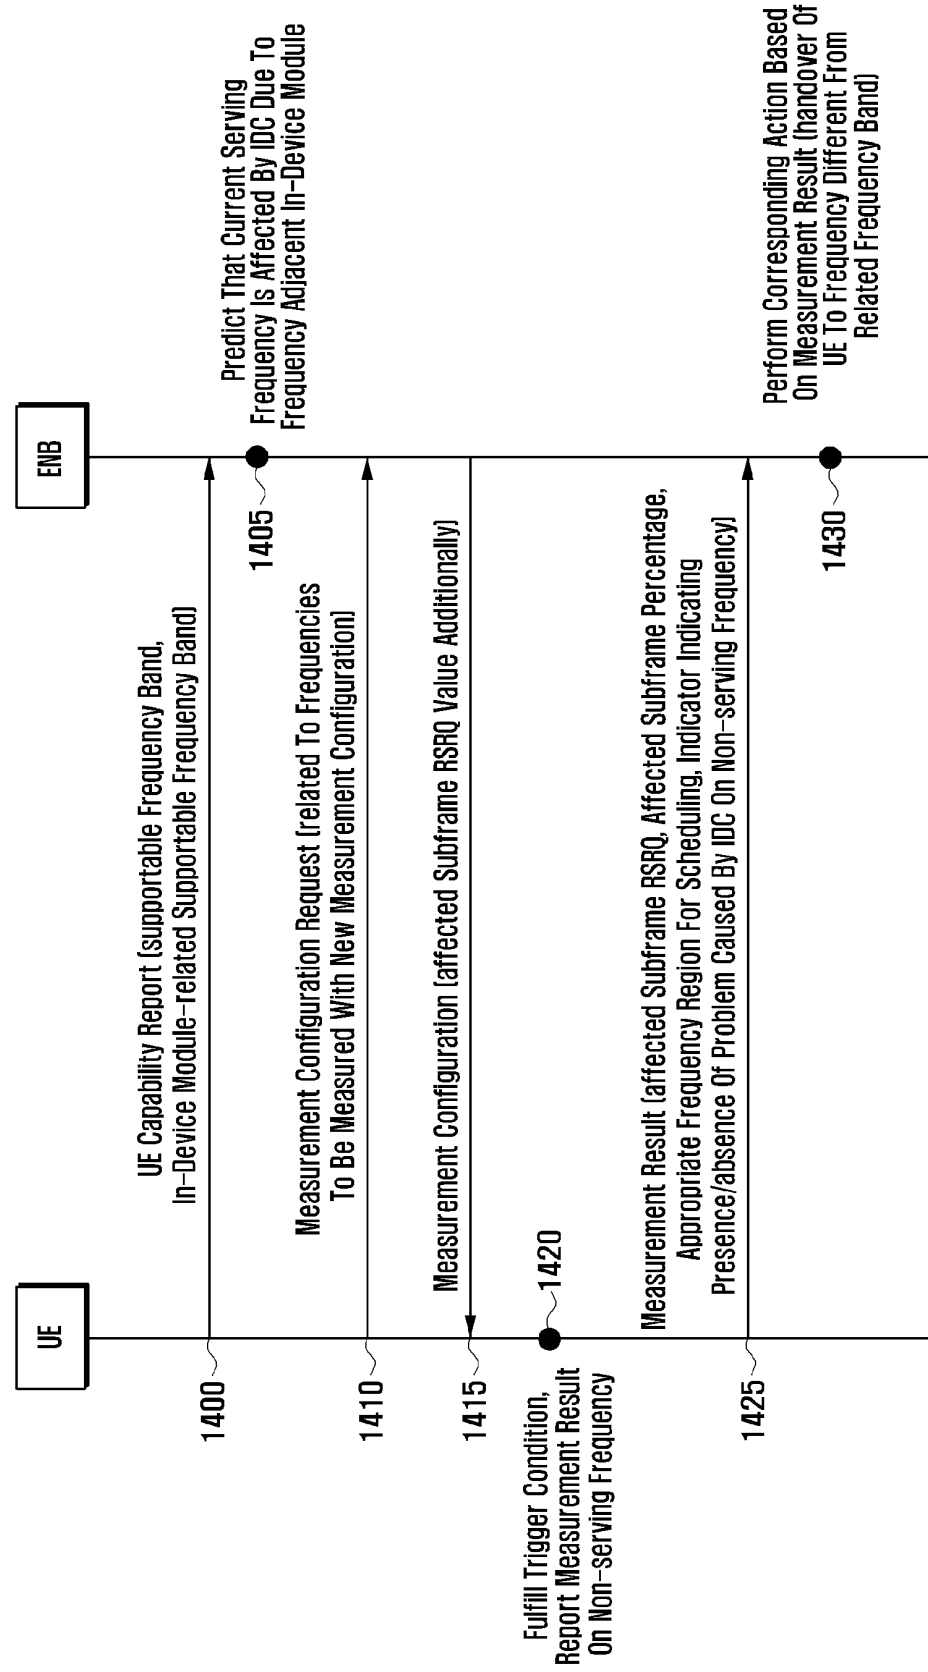 UE
ENB
UE Capability Report (supportable Frequency Band,
In-Device Module-related Supportable Frequency Band)
1400
Predict That Current Serving
Frequency Is Affected By IDC Due To
Frequency Adjacent In-Device Module
1405
Measurement Configuration Request (related To Frequencies
To Be Measured With New Measurement Configuration)
1410
Measurement Configuration (affected Subframe RSRQ Value Additionally)
1415
Fulfill Trigger Condition,
Report Measurement Result
On Non-serving Frequency
1420
Measurement Result (affected Subframe RSRQ, Affected Subframe Percentage,
Appropriate Frequency Region For Scheduling, Indicator Indicating
Presence/absence Of Problem Caused By IDC On Non-serving Frequency)
1425
Perform Corresponding Action Based
On Measurement Result (handover Of
UE To Frequency Different From
Related Frequency Band)
1430